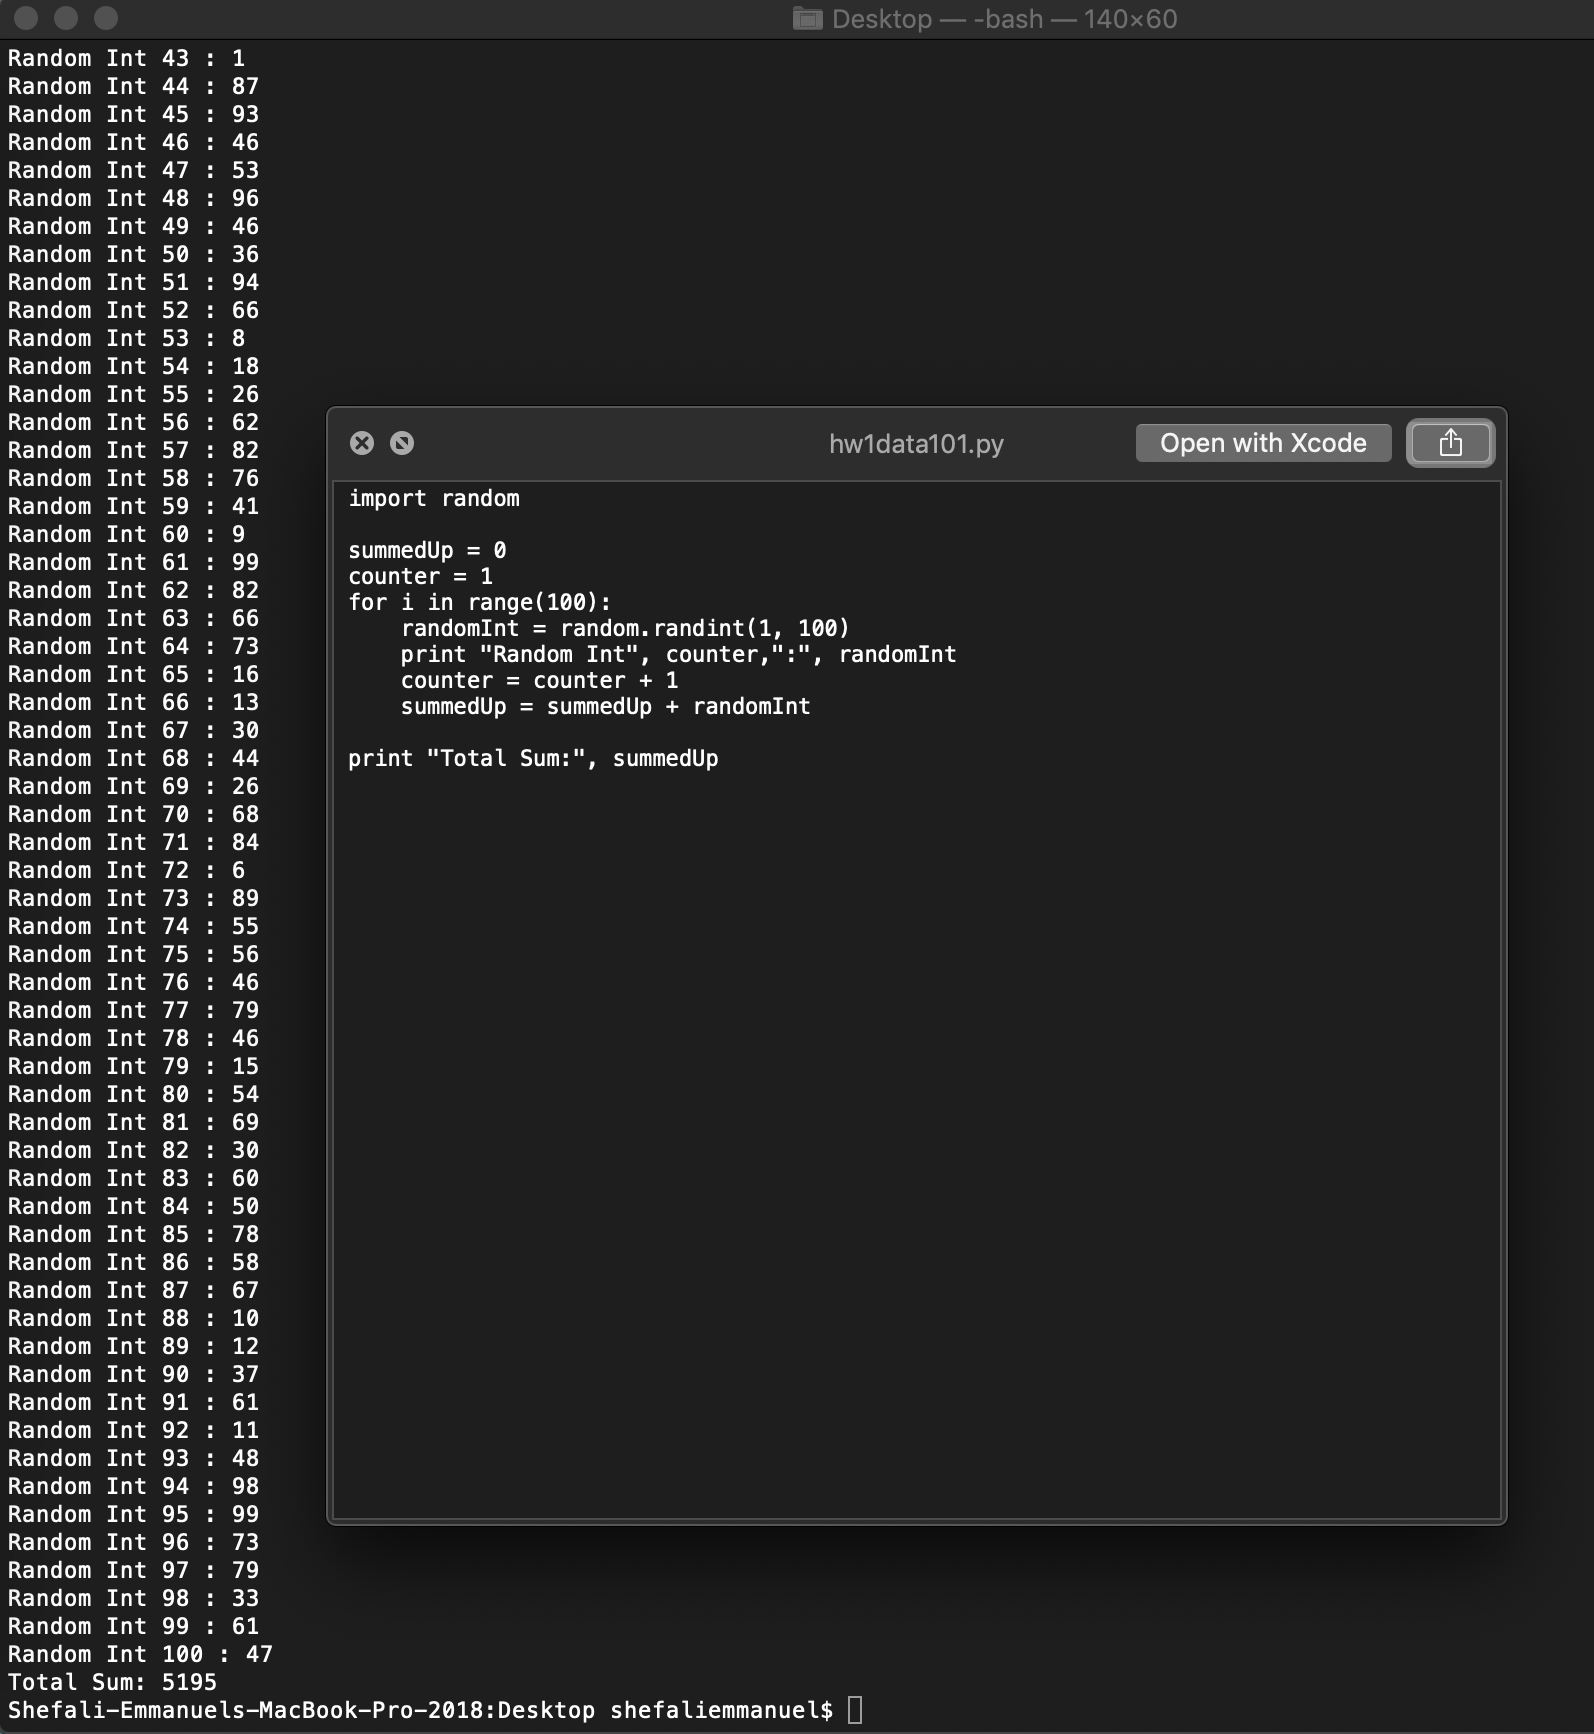 Desktop — -bash — 140×60
Random Int 43 : 1
Random Int 44 : 87
Random Int 45 : 93
Random Int 46 : 46
Random Int 47 : 53
Random Int 48 : 96
Random Int 49 : 46
Random Int 50 : 36
Random Int 51 : 94
Random Int 52 : 66
Random Int 53 : 8
Random Int 54 : 18
Random Int 55 : 26
Random Int 56 : 62
Random Int 57 : 82
Random Int 58 : 76
Random Int 59 : 41
Random Int 60 : 9
Random Int 61 : 99
Random Int 62 : 82
Random Int 63 : 66
Random Int 64 : 73
Random Int 65 : 16
Random Int 66 : 13
Random Int 67 : 30
Random Int 68 : 44
Random Int 69 : 26
Random Int 70 : 68
Random Int 71 : 84
Random Int 72 : 6
Random Int 73 : 89
Random Int 74 : 55
Random Int 75 : 56
Random Int 76 : 46
Random Int 77 : 79
Random Int 78 : 46
Random Int 79 : 15
Random Int 80 : 54
Random Int 81 : 69
Random Int 82 : 30
Random Int 83 : 60
Random Int 84 : 50
Random Int 85 : 78
Random Int 86 : 58
Random Int 87 : 67
Random Int 88 : 10
Random Int 89 : 12
Random Int 90 : 37
Random Int 91 : 61
Random Int 92 : 11
Random Int 93 : 48
Random Int 94 : 98
Random Int 95 : 99
Random Int 96 : 73
Random Int 97 : 79
Random Int 98 : 33
Random Int 99 : 61
Random Int 100 : 47
Total Sum: 5195
Shefali-Emmanuels-MacBook-Pro-2018:Desktop shefaliemmanuel$
hw1data101.py
Open with Xcode
import random
summedUp = 0
counter = 1
for i in range(100):
    randomInt = random.randint(1, 100)
    print "Random Int", counter,":", randomInt
    counter = counter + 1
    summedUp = summedUp + randomInt
print "Total Sum:", summedUp